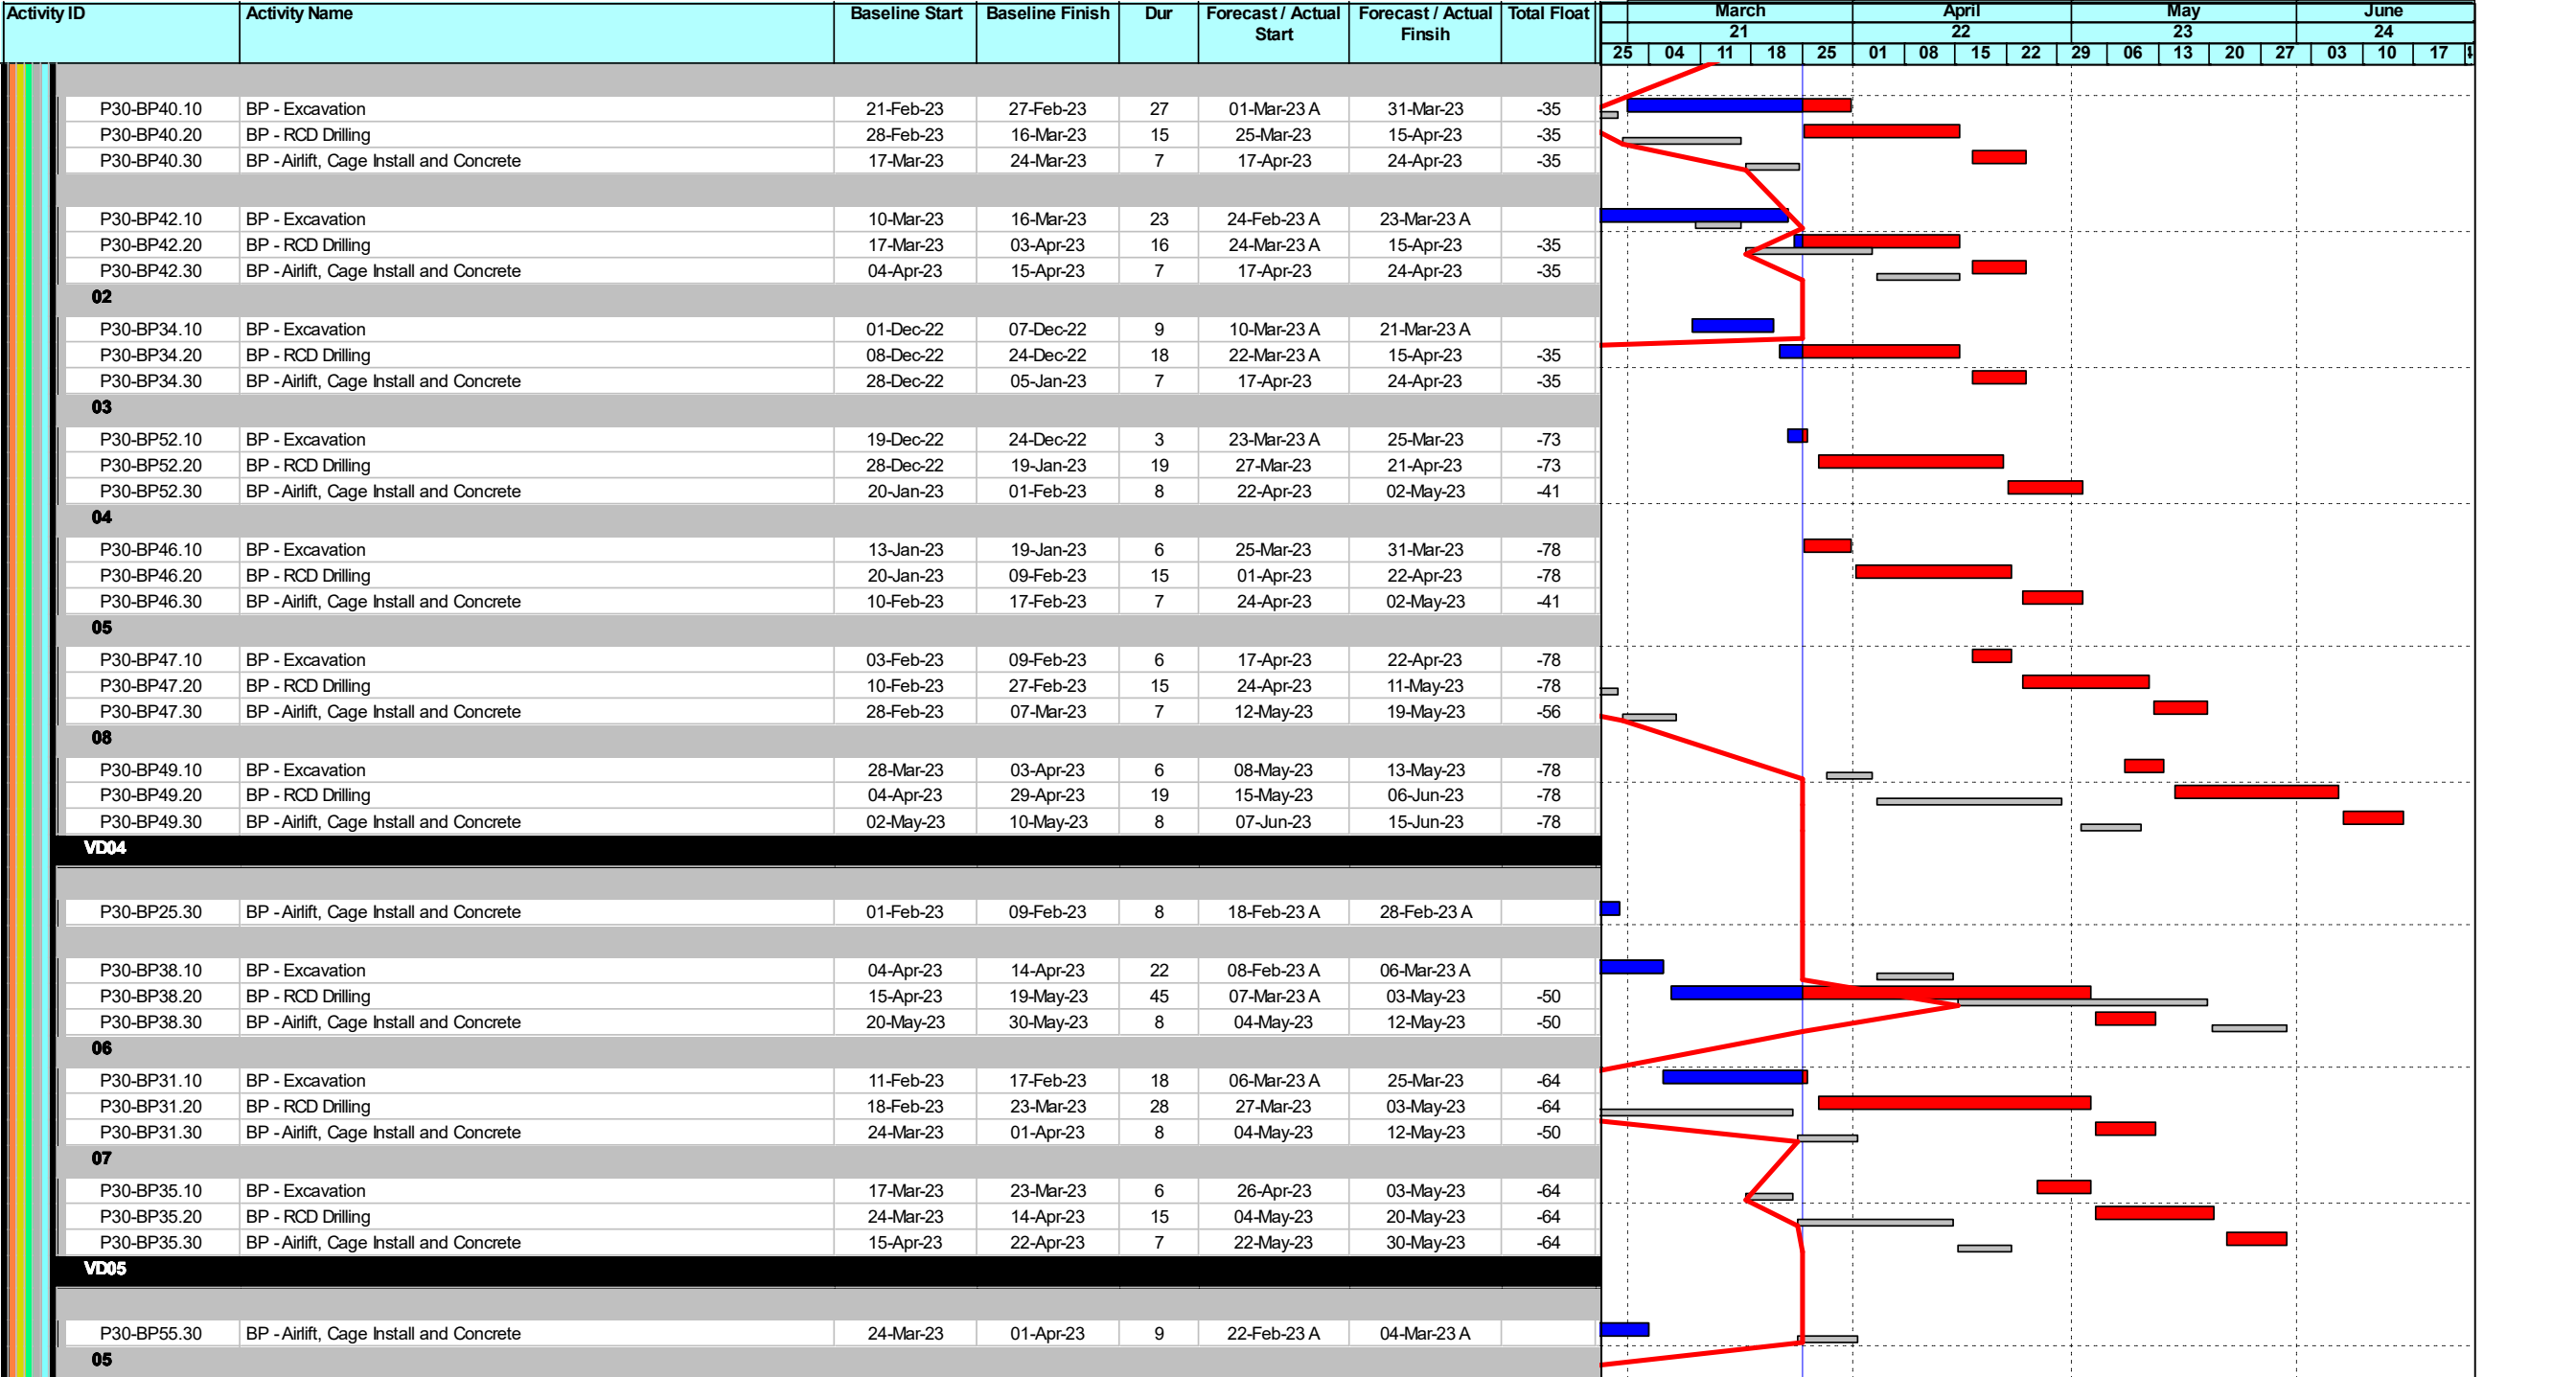 Activity ID Activity Name Baseline Start Baseline Finish Dur Forecast / Actual Start Forecast / Actual Finsih Total Float March April May June
21 22 23 24
25 04 11 18 25 01 08 15 22 29 06 13 20 27 03 10 17
P30-BP40.10 BP - Excavation 21-Feb-23 27-Feb-23 27 01-Mar-23 A 31-Mar-23 -35
P30-BP40.20 BP - RCD Drilling 28-Feb-23 16-Mar-23 15 25-Mar-23 15-Apr-23 -35
P30-BP40.30 BP - Airlift, Cage Install and Concrete 17-Mar-23 24-Mar-23 7 17-Apr-23 24-Apr-23 -35
P30-BP42.10 BP - Excavation 10-Mar-23 16-Mar-23 23 24-Feb-23 A 23-Mar-23 A
P30-BP42.20 BP - RCD Drilling 17-Mar-23 03-Apr-23 16 24-Mar-23 A 15-Apr-23 -35
P30-BP42.30 BP - Airlift, Cage Install and Concrete 04-Apr-23 15-Apr-23 7 17-Apr-23 24-Apr-23 -35
02
P30-BP34.10 BP - Excavation 01-Dec-22 07-Dec-22 9 10-Mar-23 A 21-Mar-23 A
P30-BP34.20 BP - RCD Drilling 08-Dec-22 24-Dec-22 18 22-Mar-23 A 15-Apr-23 -35
P30-BP34.30 BP - Airlift, Cage Install and Concrete 28-Dec-22 05-Jan-23 7 17-Apr-23 24-Apr-23 -35
03
P30-BP52.10 BP - Excavation 19-Dec-22 24-Dec-22 3 23-Mar-23 A 25-Mar-23 -73
P30-BP52.20 BP - RCD Drilling 28-Dec-22 19-Jan-23 19 27-Mar-23 21-Apr-23 -73
P30-BP52.30 BP - Airlift, Cage Install and Concrete 20-Jan-23 01-Feb-23 8 22-Apr-23 02-May-23 -41
04
P30-BP46.10 BP - Excavation 13-Jan-23 19-Jan-23 6 25-Mar-23 31-Mar-23 -78
P30-BP46.20 BP - RCD Drilling 20-Jan-23 09-Feb-23 15 01-Apr-23 22-Apr-23 -78
P30-BP46.30 BP - Airlift, Cage Install and Concrete 10-Feb-23 17-Feb-23 7 24-Apr-23 02-May-23 -41
05
P30-BP47.10 BP - Excavation 03-Feb-23 09-Feb-23 6 17-Apr-23 22-Apr-23 -78
P30-BP47.20 BP - RCD Drilling 10-Feb-23 27-Feb-23 15 24-Apr-23 11-May-23 -78
P30-BP47.30 BP - Airlift, Cage Install and Concrete 28-Feb-23 07-Mar-23 7 12-May-23 19-May-23 -56
08
P30-BP49.10 BP - Excavation 28-Mar-23 03-Apr-23 6 08-May-23 13-May-23 -78
P30-BP49.20 BP - RCD Drilling 04-Apr-23 29-Apr-23 19 15-May-23 06-Jun-23 -78
P30-BP49.30 BP - Airlift, Cage Install and Concrete 02-May-23 10-May-23 8 07-Jun-23 15-Jun-23 -78
VD04
P30-BP25.30 BP - Airlift, Cage Install and Concrete 01-Feb-23 09-Feb-23 8 18-Feb-23 A 28-Feb-23 A
P30-BP38.10 BP - Excavation 04-Apr-23 14-Apr-23 22 08-Feb-23 A 06-Mar-23 A
P30-BP38.20 BP - RCD Drilling 15-Apr-23 19-May-23 45 07-Mar-23 A 03-May-23 -50
P30-BP38.30 BP - Airlift, Cage Install and Concrete 20-May-23 30-May-23 8 04-May-23 12-May-23 -50
06
P30-BP31.10 BP - Excavation 11-Feb-23 17-Feb-23 18 06-Mar-23 A 25-Mar-23 -64
P30-BP31.20 BP - RCD Drilling 18-Feb-23 23-Mar-23 28 27-Mar-23 03-May-23 -64
P30-BP31.30 BP - Airlift, Cage Install and Concrete 24-Mar-23 01-Apr-23 8 04-May-23 12-May-23 -50
07
P30-BP35.10 BP - Excavation 17-Mar-23 23-Mar-23 6 26-Apr-23 03-May-23 -64
P30-BP35.20 BP - RCD Drilling 24-Mar-23 14-Apr-23 15 04-May-23 20-May-23 -64
P30-BP35.30 BP - Airlift, Cage Install and Concrete 15-Apr-23 22-Apr-23 7 22-May-23 30-May-23 -64
VD05
P30-BP55.30 BP - Airlift, Cage Install and Concrete 24-Mar-23 01-Apr-23 9 22-Feb-23 A 04-Mar-23 A
05